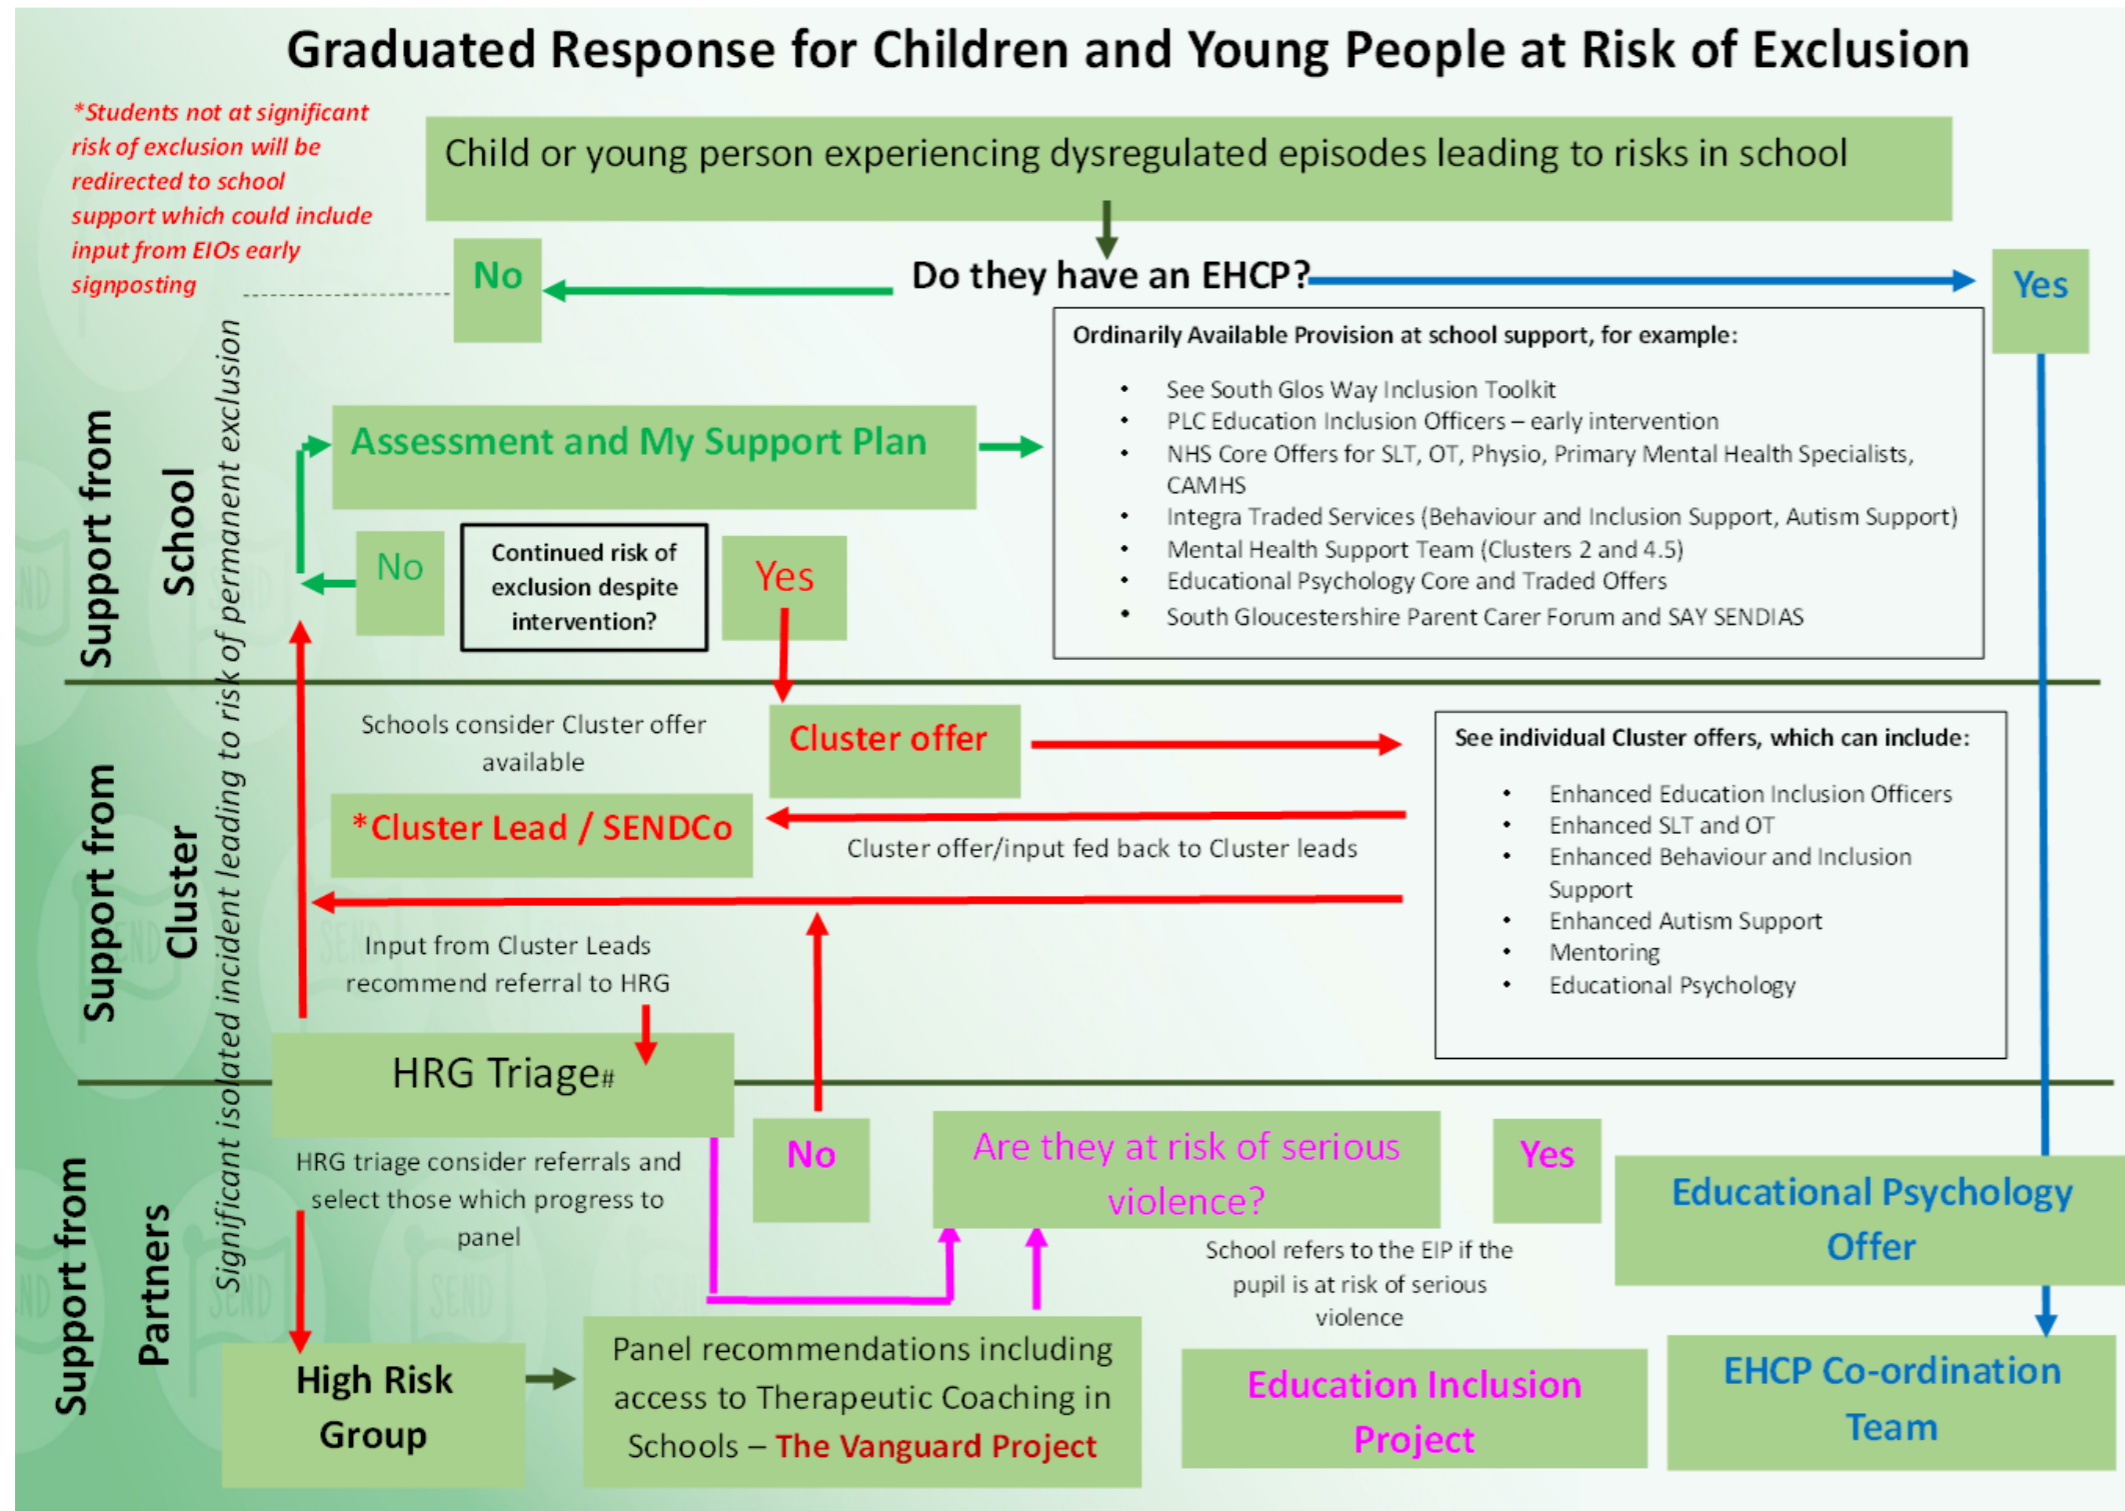 Graduated Response for Children and Young People at Risk of Exclusion
*Students not at significant
risk of exclusion will be
redirected to school
support which could include
input from EIOs early
signposting
Child or young person experiencing dysregulated episodes leading to risks in school
No
Do they have an EHCP?
Yes
Support from
School
Significant isolated incident leading to risk of permanent exclusion
Ordinarily Available Provision at school support, for example:
• See South Glos Way Inclusion Toolkit
• PLC Education Inclusion Officers – early intervention
• NHS Core Offers for SLT, OT, Physio, Primary Mental Health Specialists,
CAMHS
• Integra Traded Services (Behaviour and Inclusion Support, Autism Support)
• Mental Health Support Team (Clusters 2 and 4.5)
• Educational Psychology Core and Traded Offers
• South Gloucestershire Parent Carer Forum and SAY SENDIAS
Assessment and My Support Plan
No
Continued risk of
exclusion despite
intervention?
Yes
Support from
Cluster
Schools consider Cluster offer
available
Cluster offer
See individual Cluster offers, which can include:
• Enhanced Education Inclusion Officers
• Enhanced SLT and OT
• Enhanced Behaviour and Inclusion
Support
• Enhanced Autism Support
• Mentoring
• Educational Psychology
*Cluster Lead / SENDCo
Cluster offer/input fed back to Cluster leads
Input from Cluster Leads
recommend referral to HRG
HRG Triage#
Support from
Partners
HRG triage consider referrals and
select those which progress to
panel
No
Are they at risk of serious
violence?
Yes
School refers to the EIP if the
pupil is at risk of serious
violence
Educational Psychology
Offer
High Risk
Group
Panel recommendations including
access to Therapeutic Coaching in
Schools – The Vanguard Project
Education Inclusion
Project
EHCP Co-ordination
Team
SEND
SEND
SEND
SEND